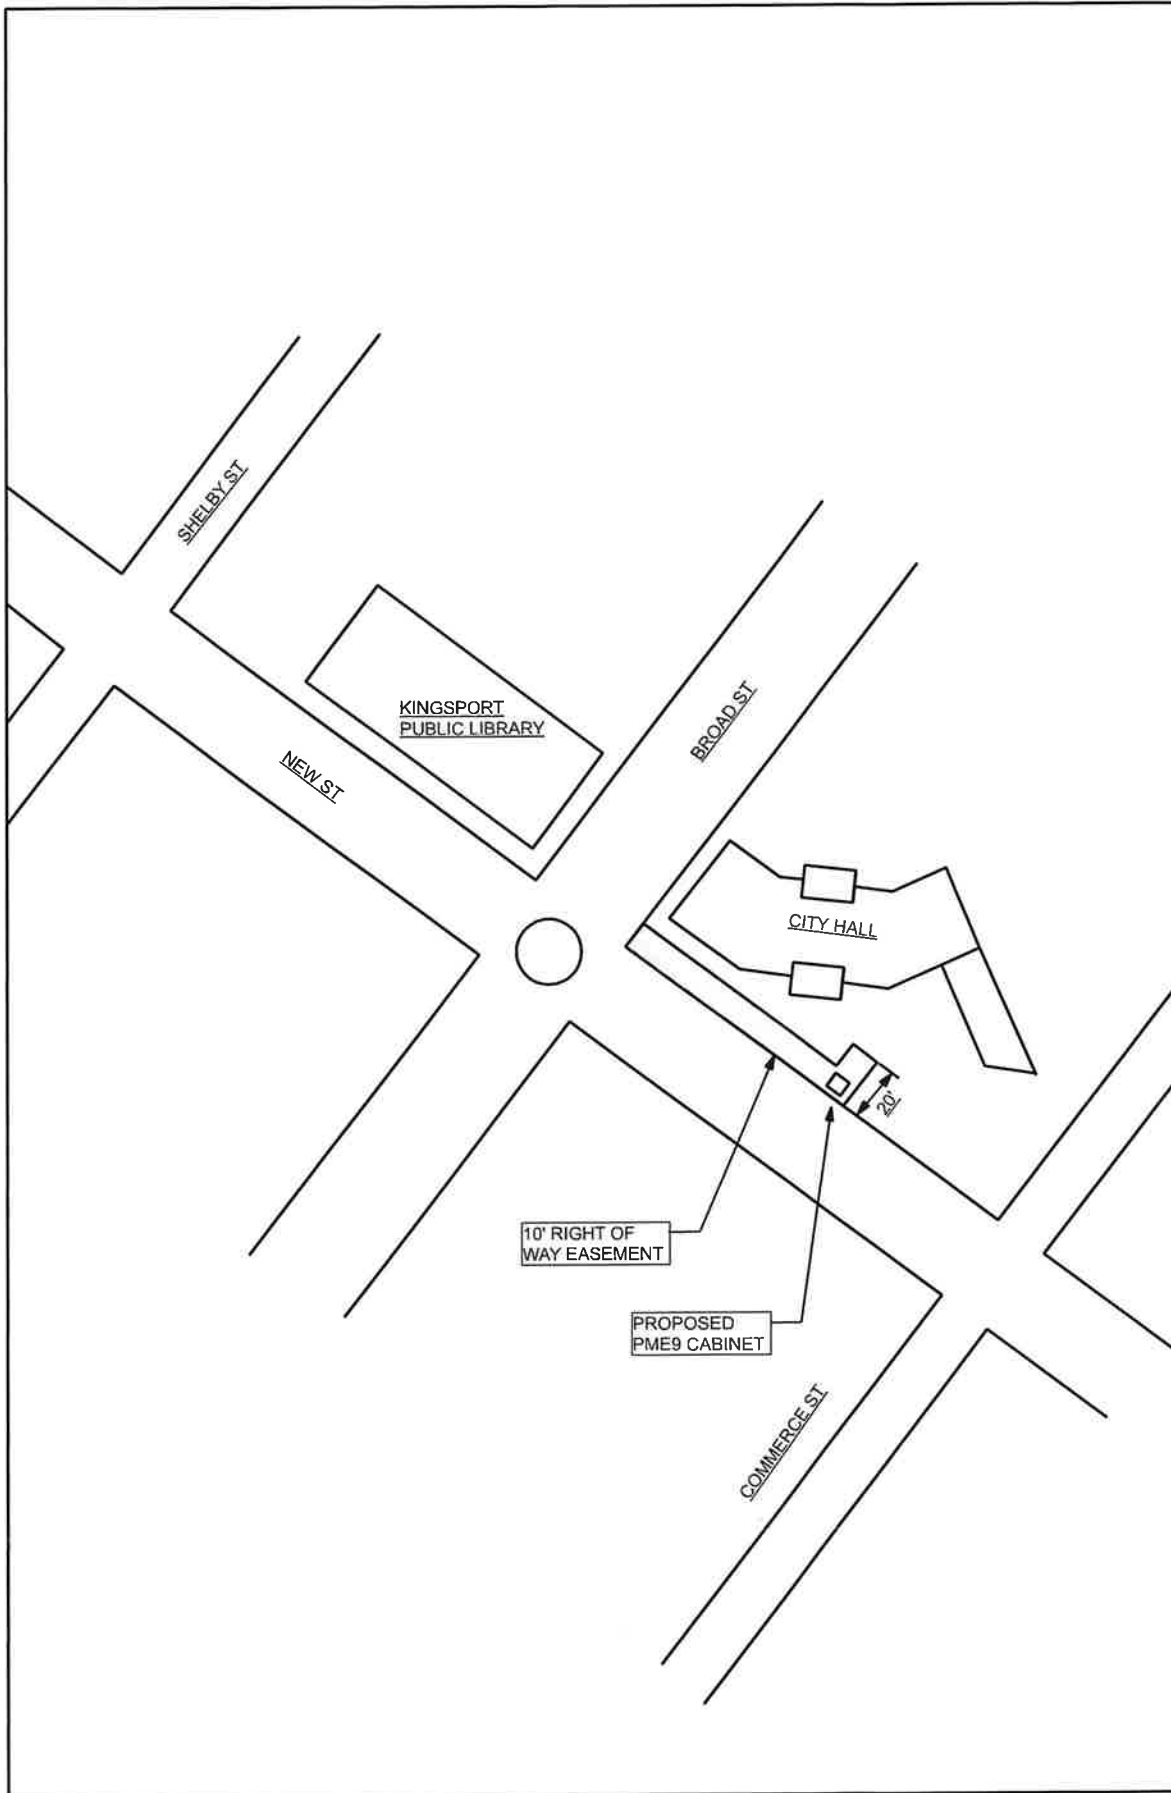 SHELBY ST
KINGSPORT
PUBLIC LIBRARY
BROAD ST
NEW ST
CITY HALL
20'
10' RIGHT OF
WAY EASEMENT
PROPOSED
PME9 CABINET
COMMERCE ST